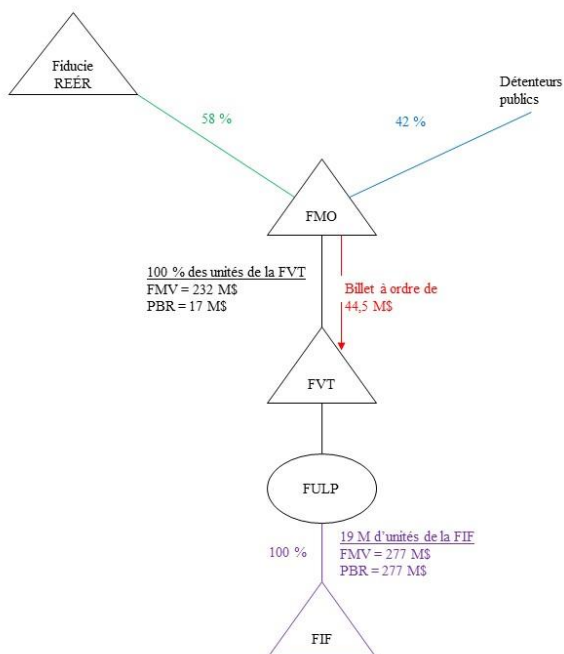 Fiducie
REÉR
Détenteurs
publics
58 %
42 %
FMO
100 % des unités de la FVT
FMV = 232 M$
PBR = 17 M$
Billet à ordre de
44,5 M$
FVT
FULP
100 %
19 M d’unités de la FIF
FMV = 277 M$
PBR = 277 M$
FIF